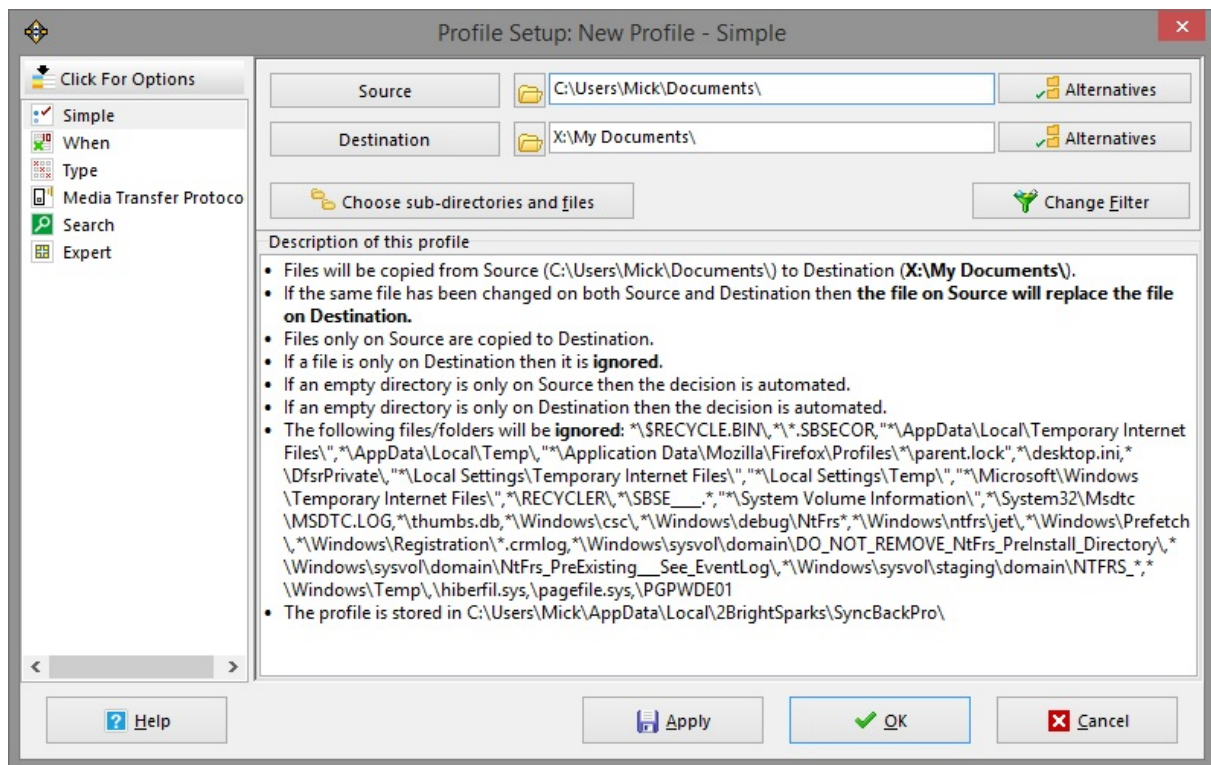 Profile Setup: New Profile - Simple
Click For Options
Simple
When
Type
Media Transfer Protoco
Search
Expert
Source
C:\Users\Mick\Documents\
Alternatives
Destination
X:\My Documents\
Alternatives
Choose sub-directories and files
Change Filter
Description of this profile
• Files will be copied from Source (C:\Users\Mick\Documents\) to Destination (X:\My Documents\).
• If the same file has been changed on both Source and Destination then the file on Source will replace the file
on Destination.
• Files only on Source are copied to Destination.
• If a file is only on Destination then it is ignored.
• If an empty directory is only on Source then the decision is automated.
• If an empty directory is only on Destination then the decision is automated.
• The following files/folders will be ignored: *\$RECYCLE.BIN\,*\*.SBSECOR,"*\AppData\Local\Temporary Internet
Files\",*\AppData\Local\Temp\,"*\Application Data\Mozilla\Firefox\Profiles\*\parent.lock",*\desktop.ini,*
\DfsrPrivate\,"*\Local Settings\Temporary Internet Files\","*\Local Settings\Temp\","*\Microsoft\Windows
\Temporary Internet Files\",*\RECYCLER\,*\SBSE___.*,"*\System Volume Information\",*\System32\Msdtc
\MSDTC.LOG,*\thumbs.db,*\Windows\csc\,*\Windows\debug\NtFrs*,*\Windows\ntfrs\jet\,*\Windows\Prefetch
\,*\Windows\Registration\*.crmlog,*\Windows\sysvol\domain\DO_NOT_REMOVE_NtFrs_PreInstall_Directory\,*
\Windows\sysvol\domain\NtFrs_PreExisting___See_EventLog\,*\Windows\sysvol\staging\domain\NTFRS_*,*
\Windows\Temp\,\hiberfil.sys,\pagefile.sys,\PGPWDE01
• The profile is stored in C:\Users\Mick\AppData\Local\2BrightSparks\SyncBackPro\
Help
Apply
OK
Cancel